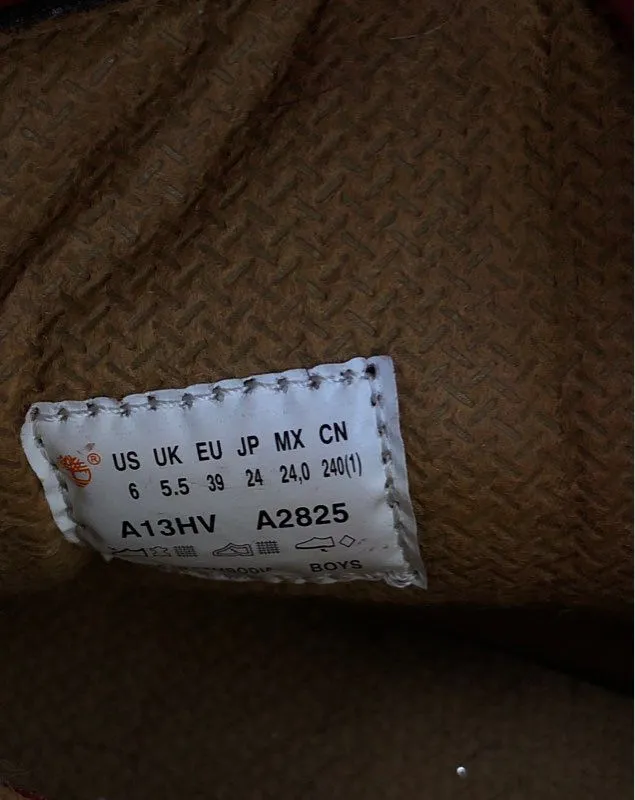 ® US UK EU JP MX CN
6 5.5 39 24 24,0 240(1)
A13HV A2825
BOYS